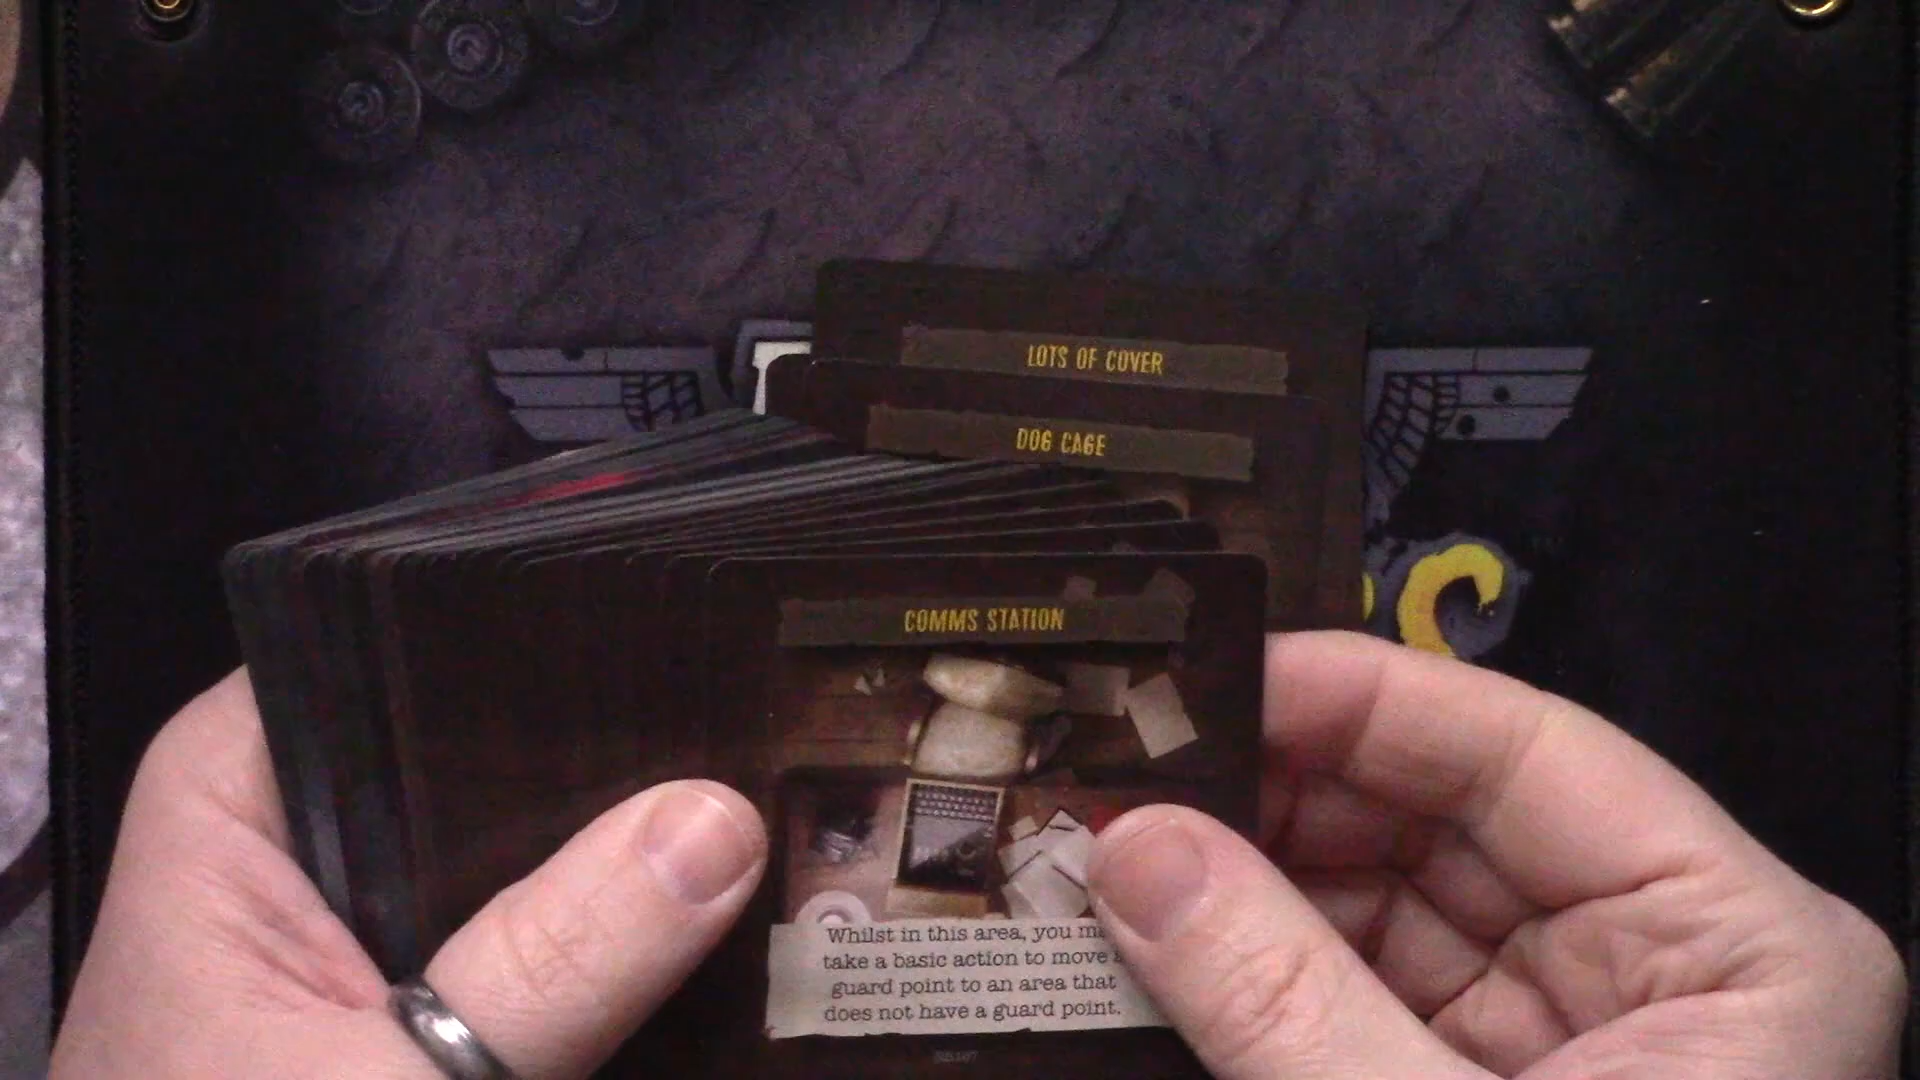 LOTS OF COVER
DOG CAGE
COMMS STATION
Whilst in this area, you
take a basic action to move
guard point to an area that
does not have a guard point.